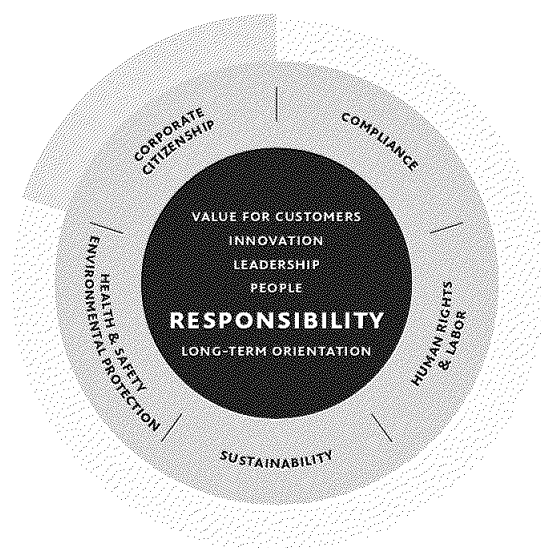 CORPORATE
CITIZENSHIP
COMPLIANCE
VALUE FOR CUSTOMERS
INNOVATION
LEADERSHIP
PEOPLE
RESPONSIBILITY
LONG-TERM ORIENTATION
HEALTH & SAFETY
ENVIRONMENTAL PROTECTION
HUMAN RIGHTS
& LABOR
SUSTAINABILITY